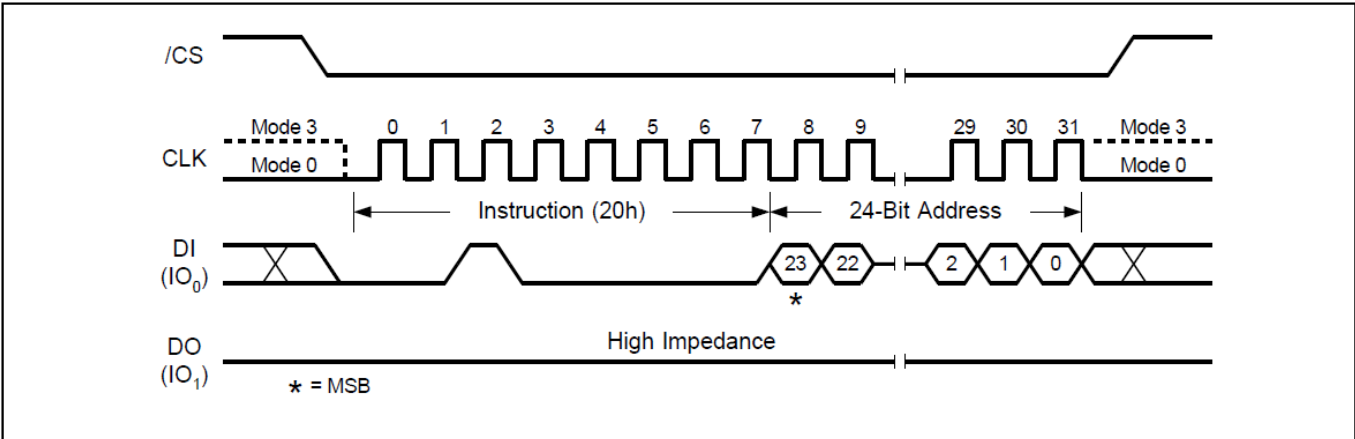 /CS
Mode 3 0 1 2 3 4 5 6 7 8 9 29 30 31 Mode 3
CLK
Mode 0 Mode 0
Instruction (20h) 24-Bit Address
DI
(IO₀)
23 22 2 1 0
*
High Impedance
DO
(IO₁)
* = MSB